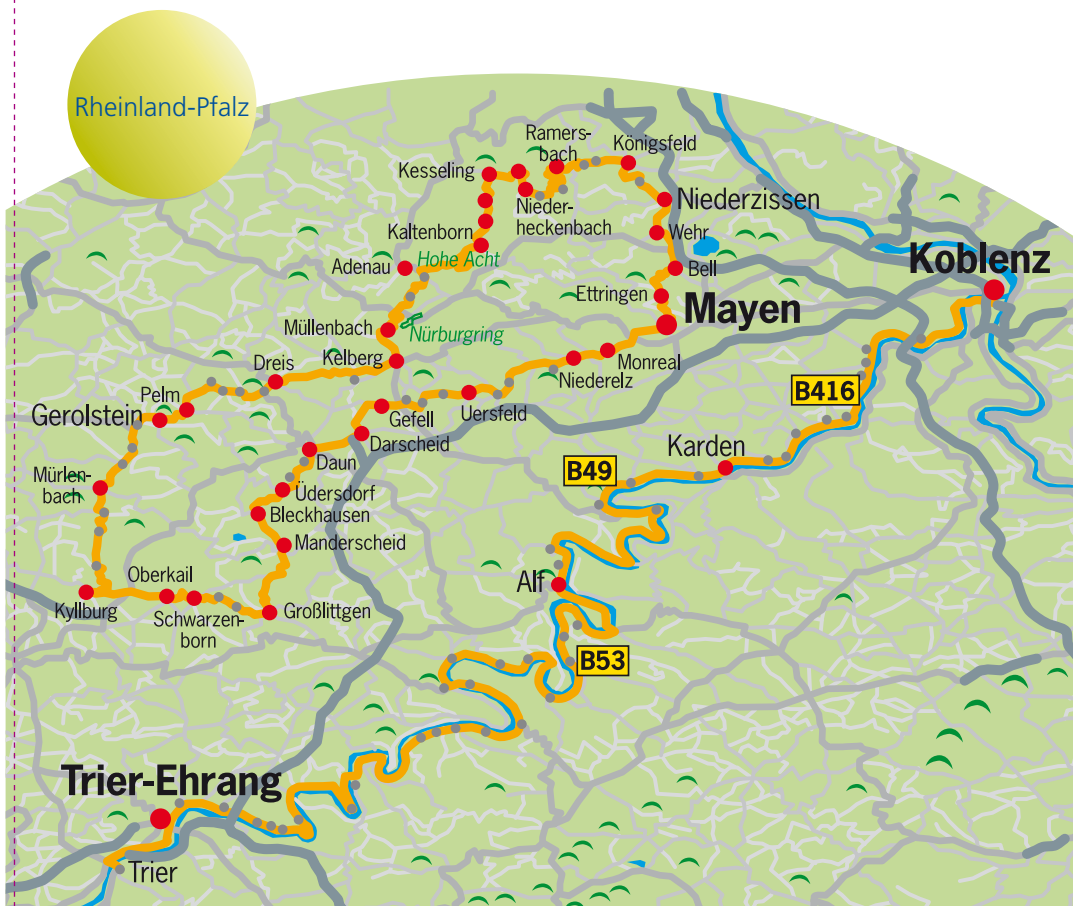 Rheinland-Pfalz
Ramers-
bach
Königsfeld
Kesseling
Nieder-
heckenbach
Niederzissen
Kaltenborn
Wehr
Hohe Acht
Adenau
Bell
Koblenz
Ettringen
Mayen
Müllenbach
Nürburgring
Kelberg
Dreis
Monreal
Niederelz
Pelm
B416
Gerolstein
Gefell
Uersfeld
Darscheid
Karden
Daun
B49
Mürlen-
bach
Üdersdorf
Bleckhausen
Manderscheid
Oberkail
Alf
Kyllburg
Schwarzen-
born
Großlittgen
B53
Trier-Ehrang
Trier